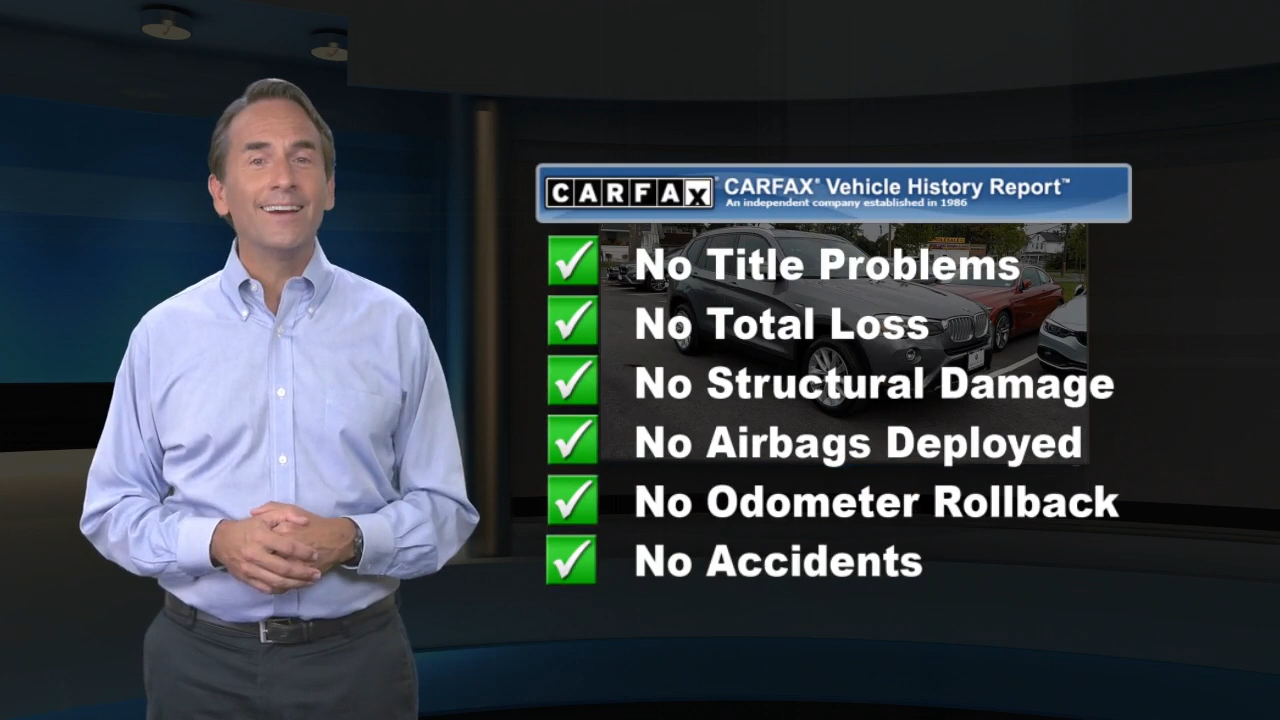 CARFAX
CARFAX® Vehicle History Report™
An independent company established in 1986
No Title Problems
No Total Loss
No Structural Damage
No Airbags Deployed
No Odometer Rollback
No Accidents